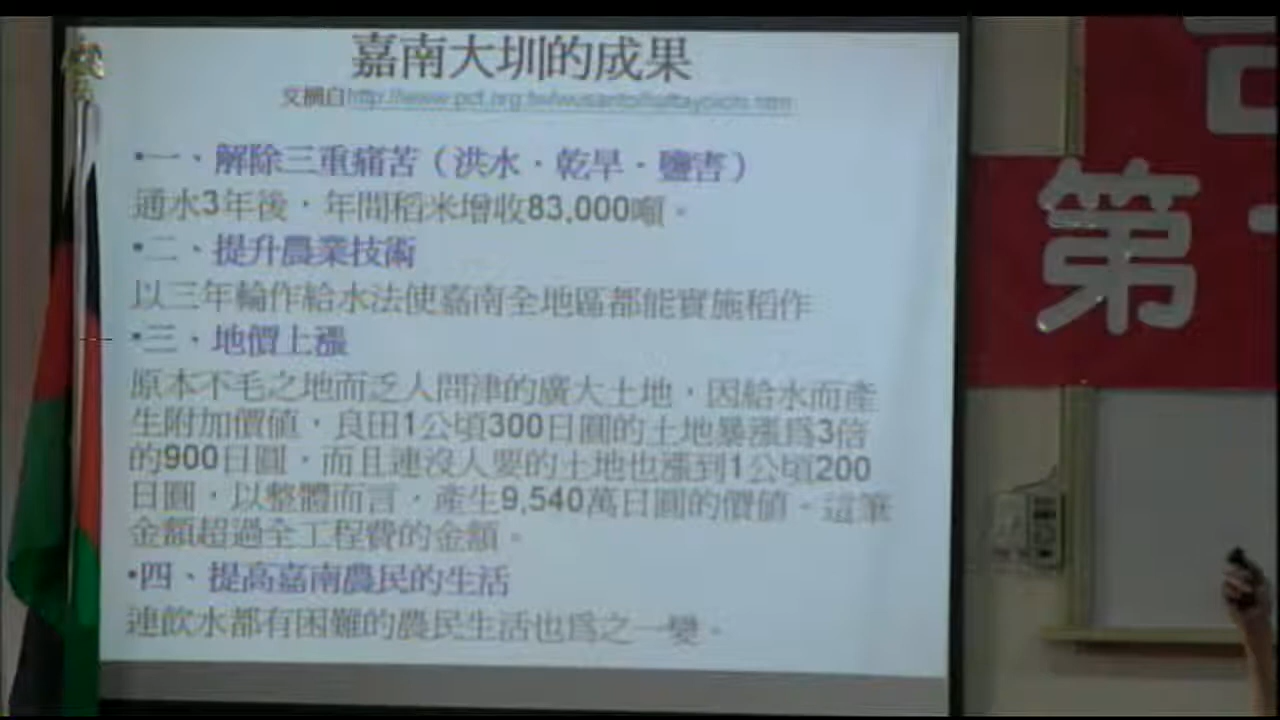 嘉南大圳的成果
文摘自
•一、解除三重痛苦（洪水．乾旱．鹽害）
通水3年後，年間稻米增收83,000噸。
•二、提升農業技術
以三年輪作給水法使嘉南全地區都能實施稻作
•三、地價上漲
原本不毛之地而乏人問津的廣大土地，因給水而產
生附加價值，良田1公頃300日圓的土地暴漲為3倍
的900日圓，而且連沒人要的土地也漲到1公頃200
日圓，以整體而言，產生9,540萬日圓的價值。這筆
金額超過全工程費的金額。
•四、提高嘉南農民的生活
連飲水都有困難的農民生活也為之一變。
第